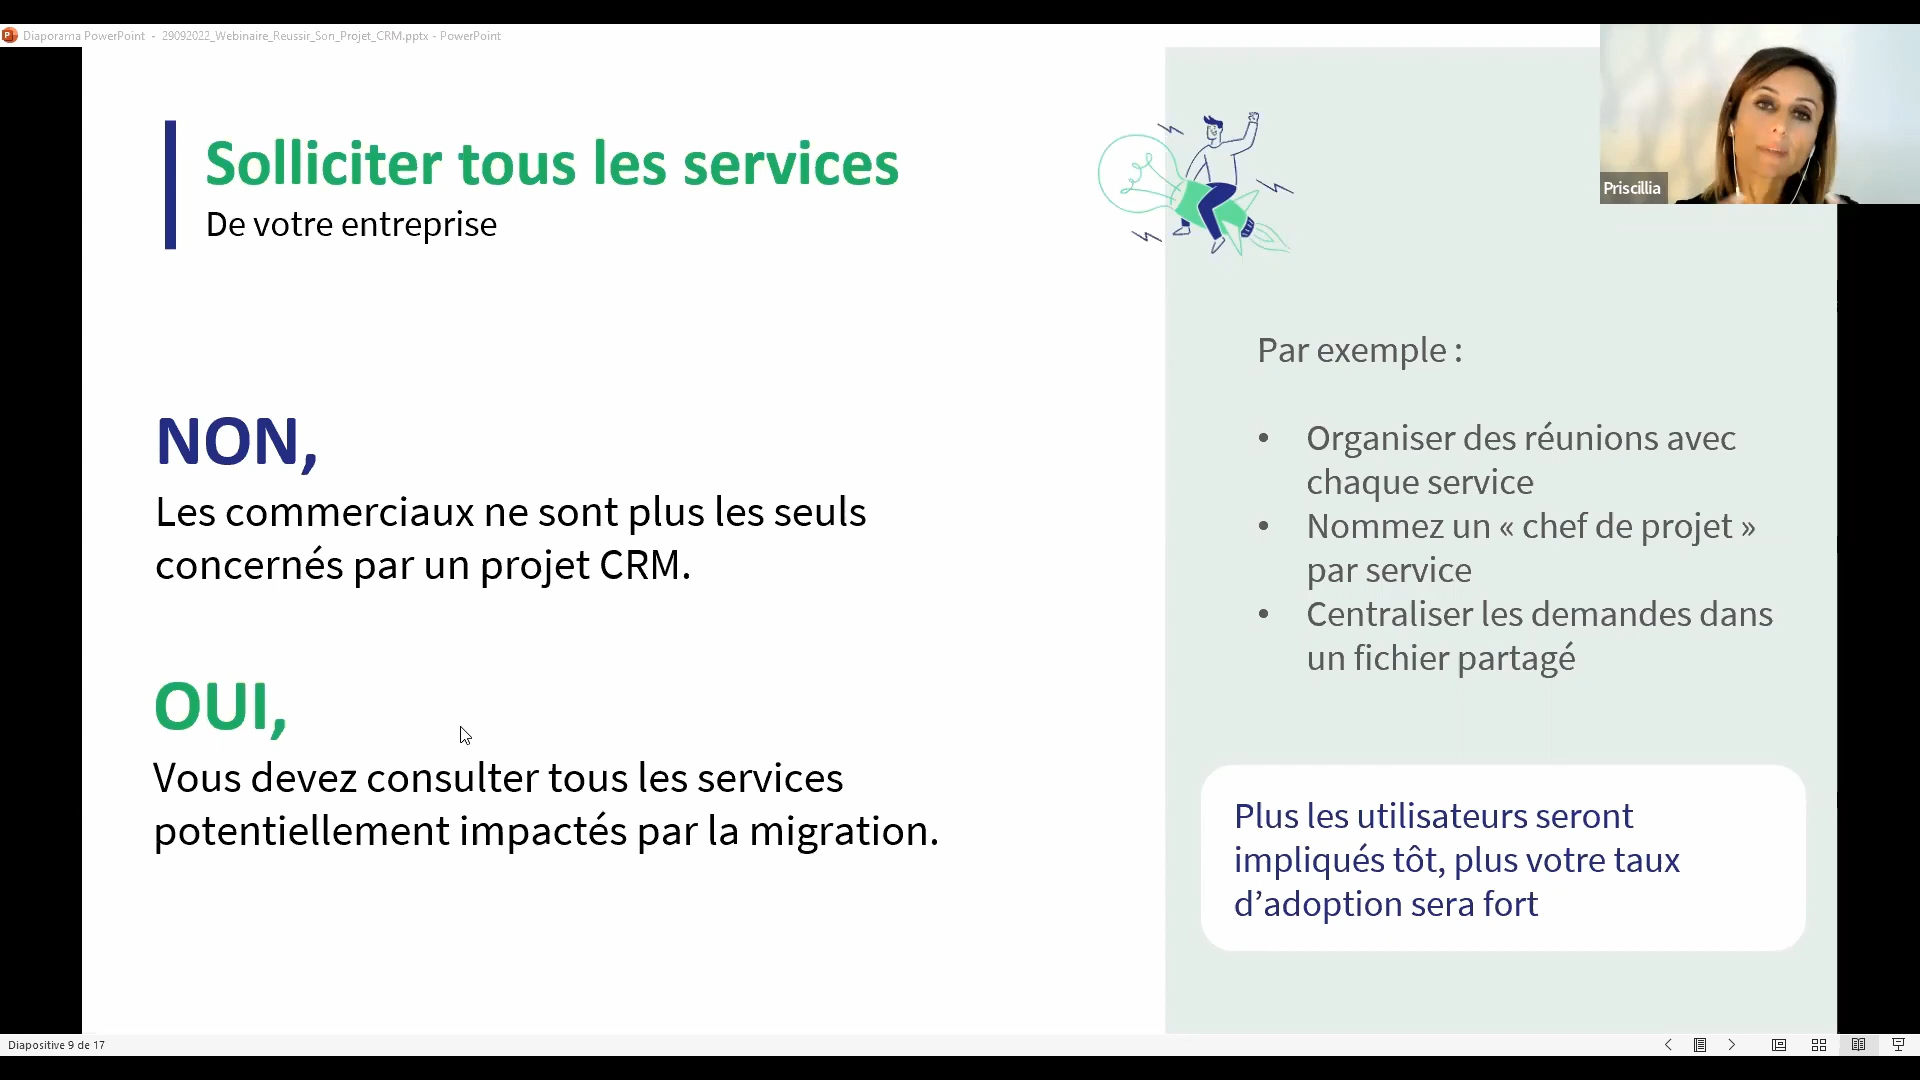 Diaporama PowerPoint - 29092022_Webinaire_Reussir_Son_Projet_CRM.pptx - PowerPoint
Priscillia
Solliciter tous les services
De votre entreprise
NON,
Les commerciaux ne sont plus les seuls
concernés par un projet CRM.
OUI,
Vous devez consulter tous les services
potentiellement impactés par la migration.
Par exemple :
• Organiser des réunions avec
chaque service
• Nommez un « chef de projet »
par service
• Centraliser les demandes dans
un fichier partagé
Plus les utilisateurs seront
impliqués tôt, plus votre taux
d’adoption sera fort
Diapositive 9 de 17